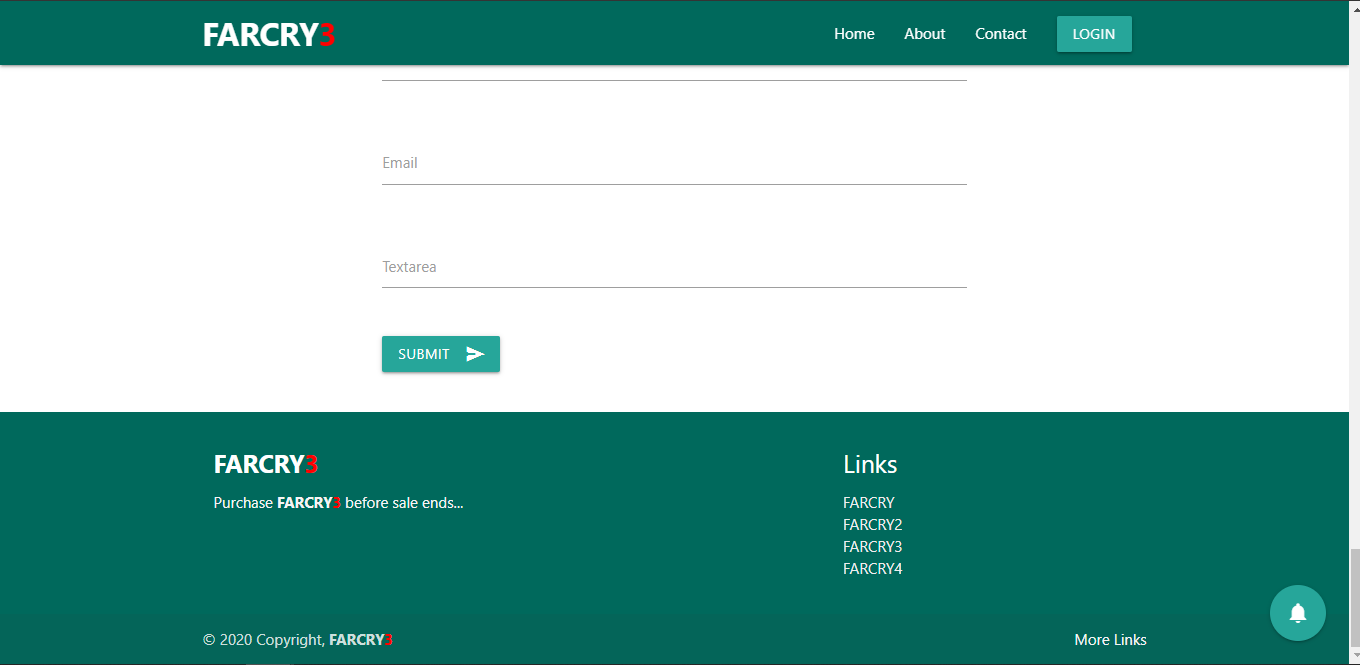 FARCRY3 Home About Contact LOGIN
Email
Textarea
SUBMIT
FARCRY3
Purchase FARCRY3 before sale ends...
Links
FARCRY
FARCRY2
FARCRY3
FARCRY4
© 2020 Copyright, FARCRY3
More Links